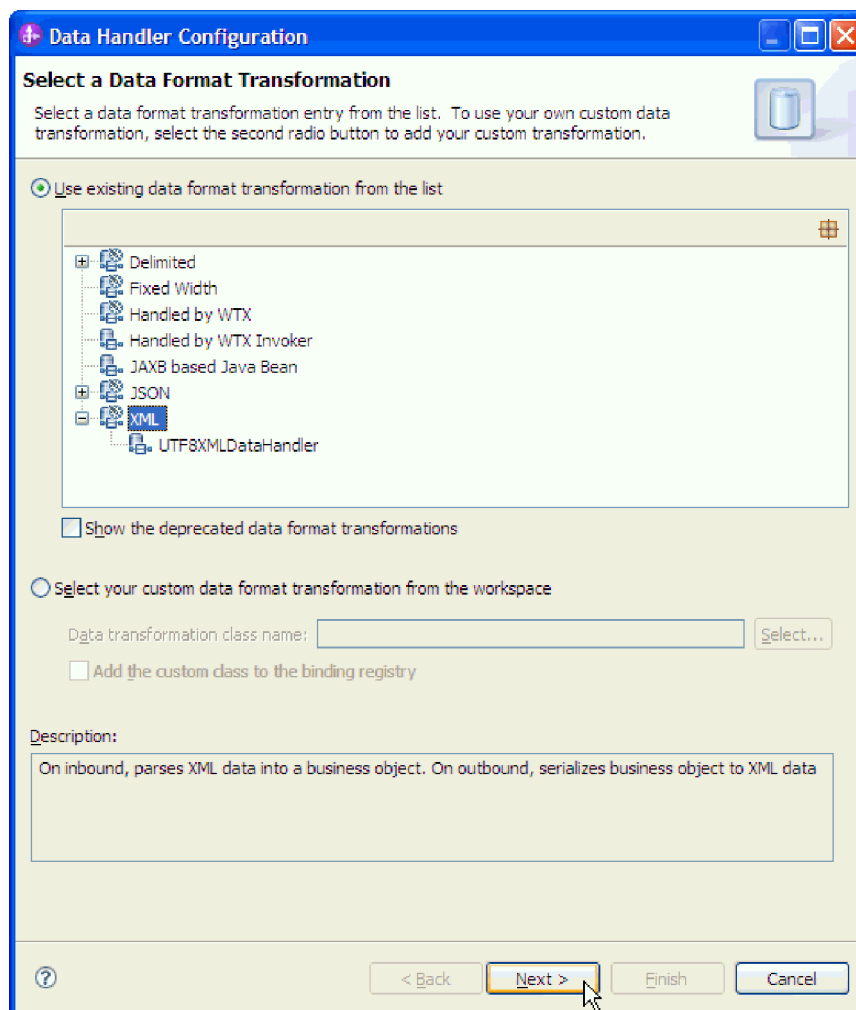 Data Handler Configuration
Select a Data Format Transformation
Select a data format transformation entry from the list. To use your own custom data
transformation, select the second radio button to add your custom transformation.
Use existing data format transformation from the list
Delimited
Fixed Width
Handled by WTX
Handled by WTX Invoker
JAXB based Java Bean
JSON
XML
UTF8XMLDataHandler
Show the deprecated data format transformations
Select your custom data format transformation from the workspace
Data transformation class name:
Select...
Add the custom class to the binding registry
Description:
On inbound, parses XML data into a business object. On outbound, serializes business object to XML data
?
< Back
Next >
Finish
Cancel